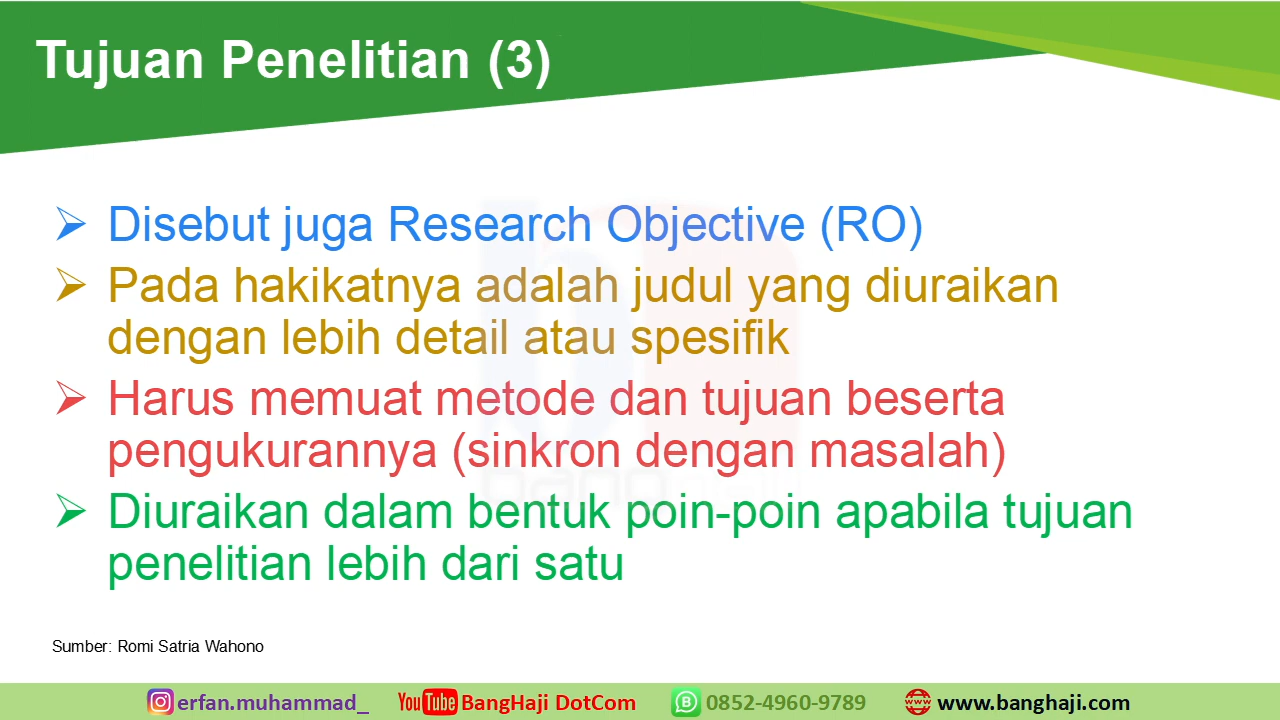 Tujuan Penelitian (3)
➢ Disebut juga Research Objective (RO)
➢ Pada hakikatnya adalah judul yang diuraikan
dengan lebih detail atau spesifik
➢ Harus memuat metode dan tujuan beserta
pengukurannya (sinkron dengan masalah)
➢ Diuraikan dalam bentuk poin-poin apabila tujuan
penelitian lebih dari satu
Sumber: Romi Satria Wahono
erfan.muhammad_ YouTube BangHaji DotCom 0852-4960-9789 www.banghaji.com